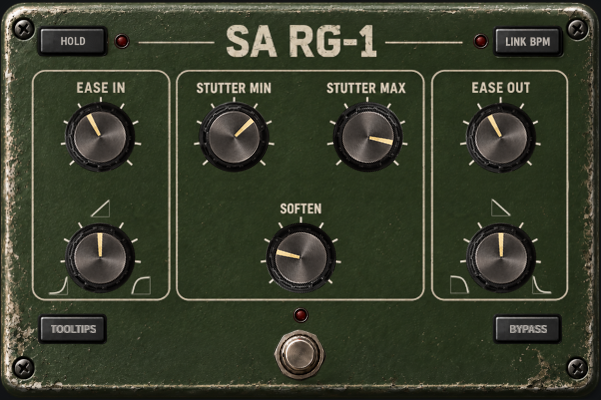 HOLD
SA RG-1
LINK BPM
EASE IN
STUTTER MIN
STUTTER MAX
EASE OUT
SOFTEN
TOOLTIPS
BYPASS